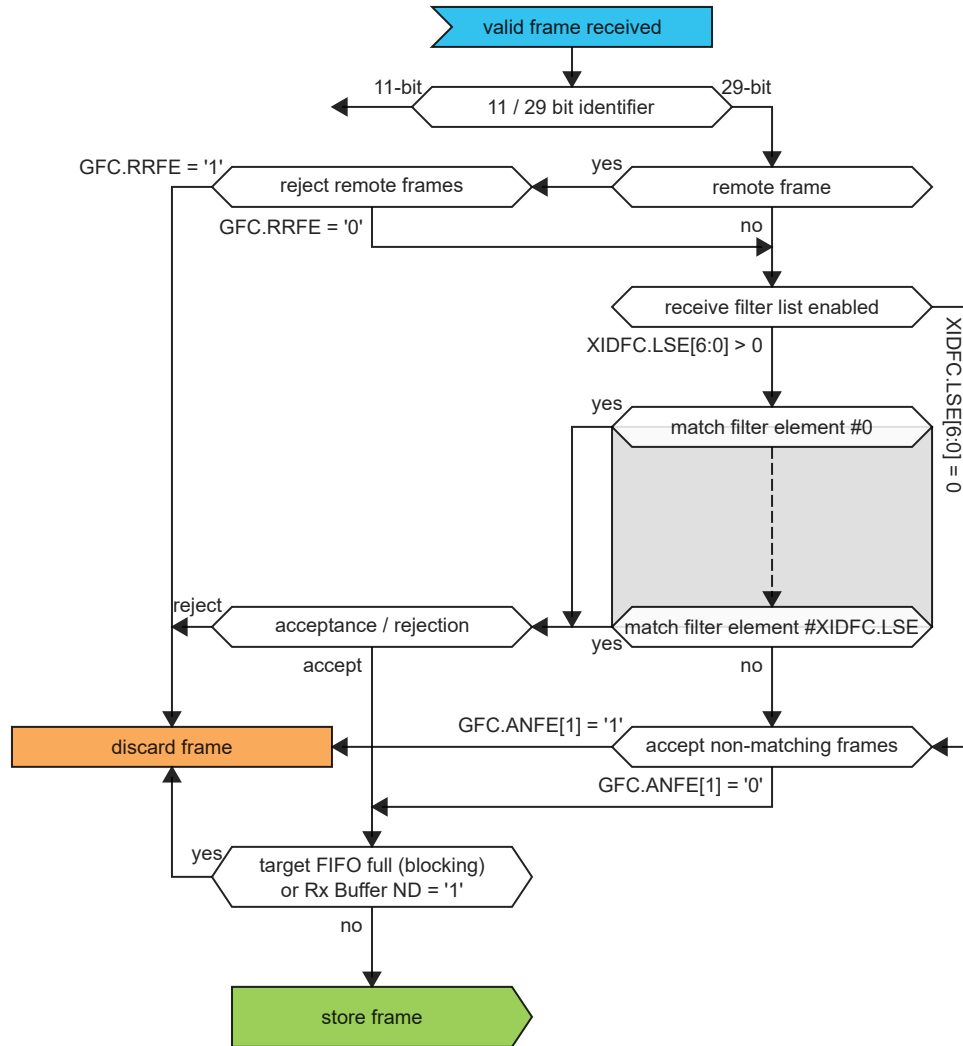 valid frame received
11-bit
29-bit
11 / 29 bit identifier
GFC.RRFE = '1'
reject remote frames
yes
remote frame
GFC.RRFE = '0'
no
receive filter list enabled
XIDFC.LSE[6:0] > 0
XIDFC.LSE[6:0] = 0
yes
match filter element #0
reject
acceptance / rejection
yes
match filter element #XIDFC.LSE
accept
no
GFC.ANFE[1] = '1'
discard frame
accept non-matching frames
GFC.ANFE[1] = '0'
yes
target FIFO full (blocking)
or Rx Buffer ND = '1'
no
store frame